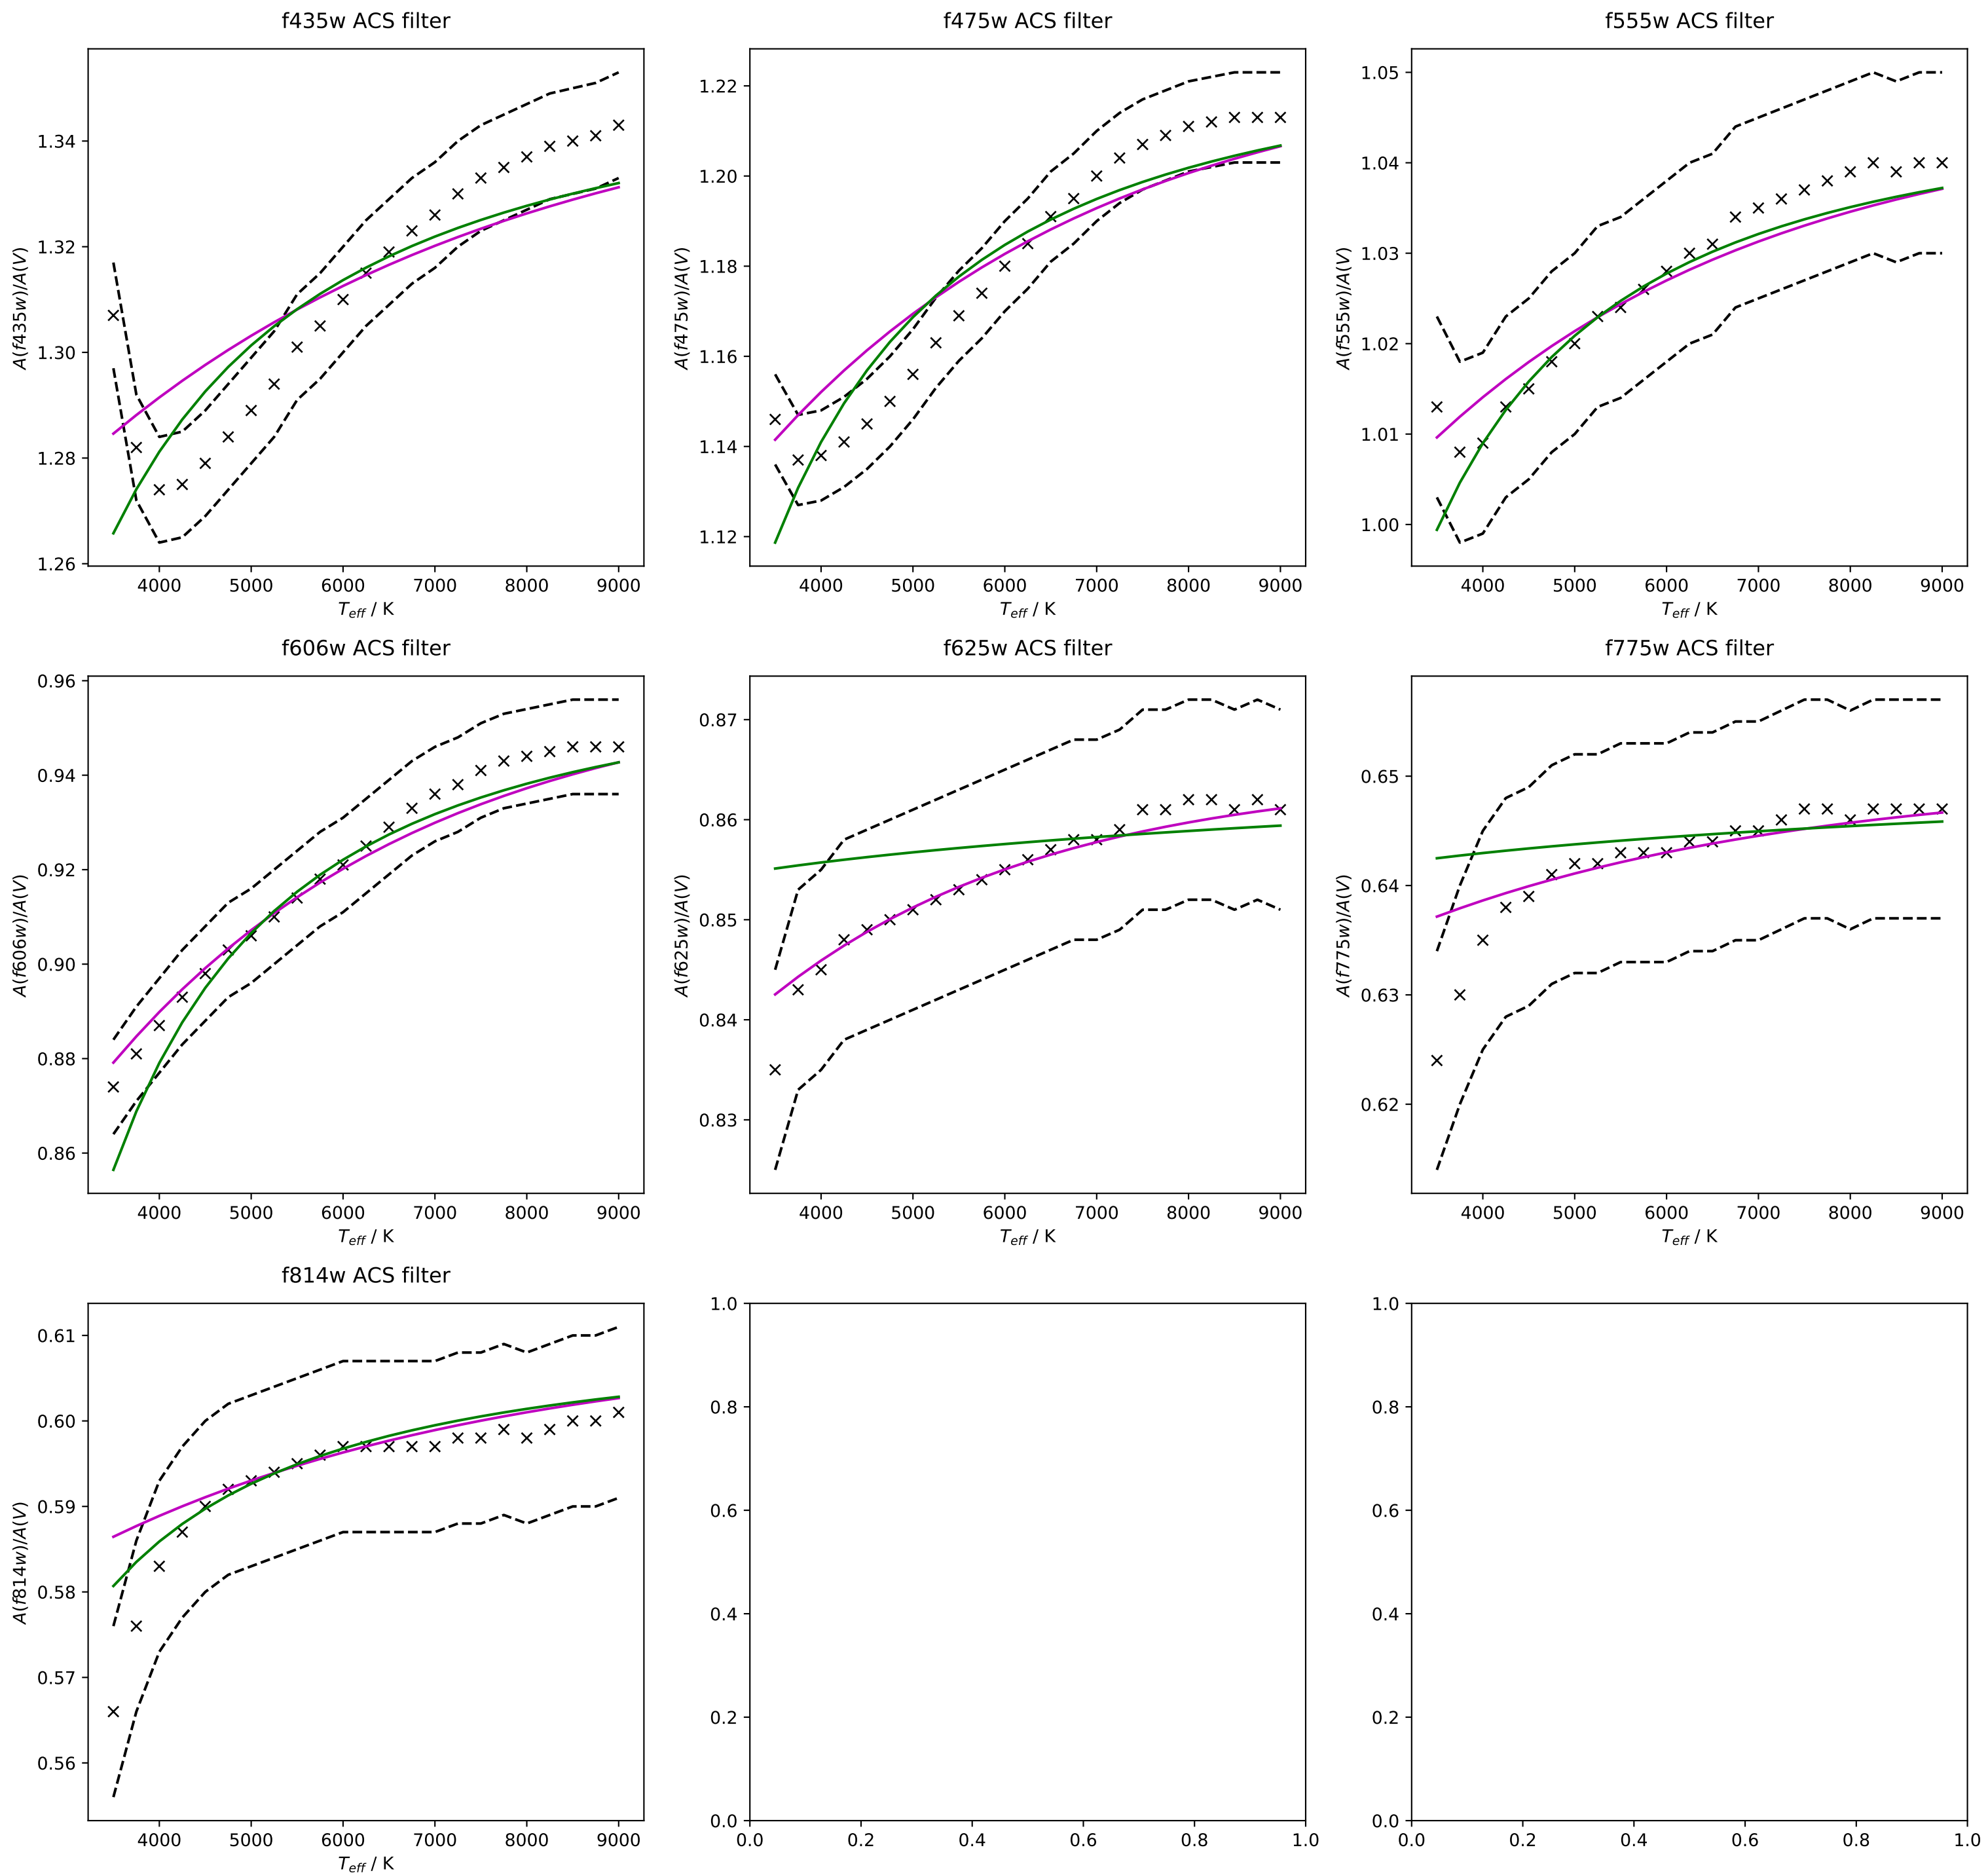 f435w ACS filter
f475w ACS filter
f555w ACS filter
A(f435w)/A(V)
1.34
1.32
1.30
1.28
1.26
4000 5000 6000 7000 8000 9000
T_eff / K
A(f475w)/A(V)
1.22
1.20
1.18
1.16
1.14
1.12
4000 5000 6000 7000 8000 9000
T_eff / K
A(f555w)/A(V)
1.05
1.04
1.03
1.02
1.01
1.00
4000 5000 6000 7000 8000 9000
T_eff / K
f606w ACS filter
f625w ACS filter
f775w ACS filter
A(f606w)/A(V)
0.96
0.94
0.92
0.90
0.88
0.86
4000 5000 6000 7000 8000 9000
T_eff / K
A(f625w)/A(V)
0.87
0.86
0.85
0.84
0.83
4000 5000 6000 7000 8000 9000
T_eff / K
A(f775w)/A(V)
0.65
0.64
0.63
0.62
4000 5000 6000 7000 8000 9000
T_eff / K
f814w ACS filter
A(f814w)/A(V)
0.61
0.60
0.59
0.58
0.57
0.56
4000 5000 6000 7000 8000 9000
T_eff / K
1.0
0.8
0.6
0.4
0.2
0.0
0.0 0.2 0.4 0.6 0.8 1.0
1.0
0.8
0.6
0.4
0.2
0.0
0.0 0.2 0.4 0.6 0.8 1.0